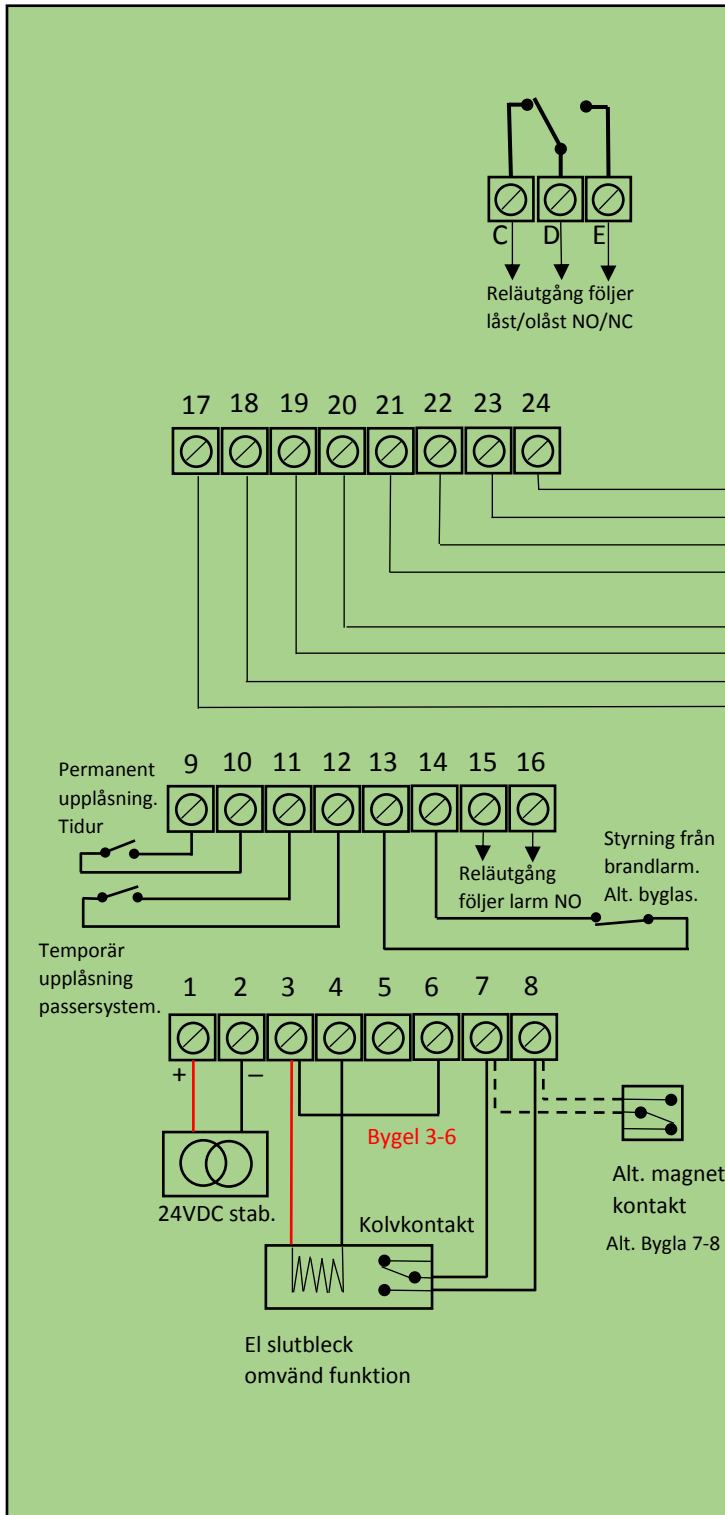 C D E
Reläutgång följer
låst/olåst NO/NC
17 18 19 20 21 22 23 24
Permanent
upplåsning.
Tidur
9 10 11 12 13 14 15 16
Reläutgång
följer larm NO
Styrning från
brandlarm.
Alt. byglas.
Temporär
upplåsning
passersystem.
1 2 3 4 5 6 7 8
+ –
Bygel 3-6
24VDC stab.
Kolvkontakt
Alt. magnet
kontakt
Alt. Bygla 7-8
El slutbleck
omvänd funktion